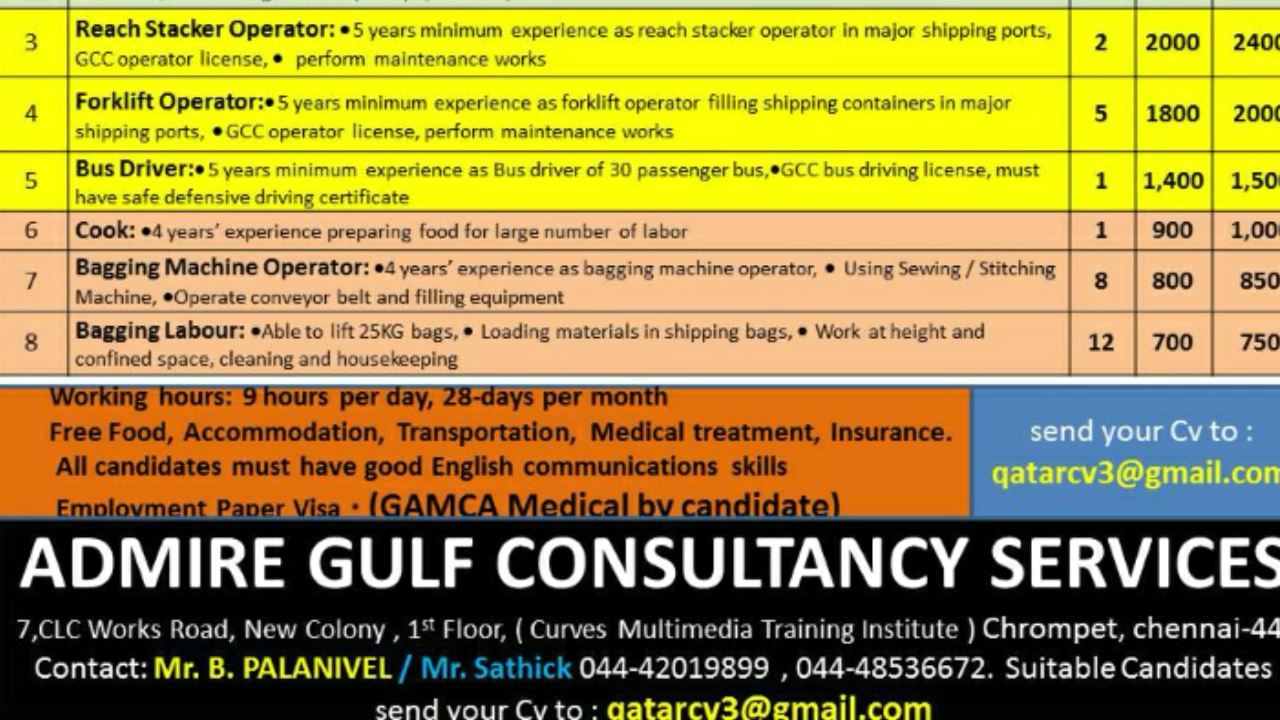 3 Reach Stacker Operator: •5 years minimum experience as reach stacker operator in major shipping ports, 2 2000 2400
GCC operator license, • perform maintenance works
4 Forklift Operator:•5 years minimum experience as forklift operator filling shipping containers in major 5 1800 2000
shipping ports, •GCC operator license, perform maintenance works
5 Bus Driver:•5 years minimum experience as Bus driver of 30 passenger bus,•GCC bus driving license, must 1 1,400 1,50
have safe defensive driving certificate
6 Cook: •4 years’ experience preparing food for large number of labor 1 900 1,00
7 Bagging Machine Operator: •4 years’ experience as bagging machine operator, • Using Sewing / Stitching 8 800 850
Machine, •Operate conveyor belt and filling equipment
8 Bagging Labour: •Able to lift 25KG bags, • Loading materials in shipping bags, • Work at height and 12 700 750
confined space, cleaning and housekeeping
Working hours: 9 hours per day, 28-days per month
Free Food, Accommodation, Transportation, Medical treatment, Insurance.
All candidates must have good English communications skills
Employment Paper Visa · (GAMCA Medical by candidate)
send your Cv to :
qatarcv3@gmail.com
ADMIRE GULF CONSULTANCY SERVICES
7,CLC Works Road, New Colony , 1st Floor, ( Curves Multimedia Training Institute ) Chrompet, chennai-44
Contact: Mr. B. PALANIVEL / Mr. Sathick 044-42019899 , 044-48536672. Suitable Candidates
send your Cv to : qatarcv3@gmail.com